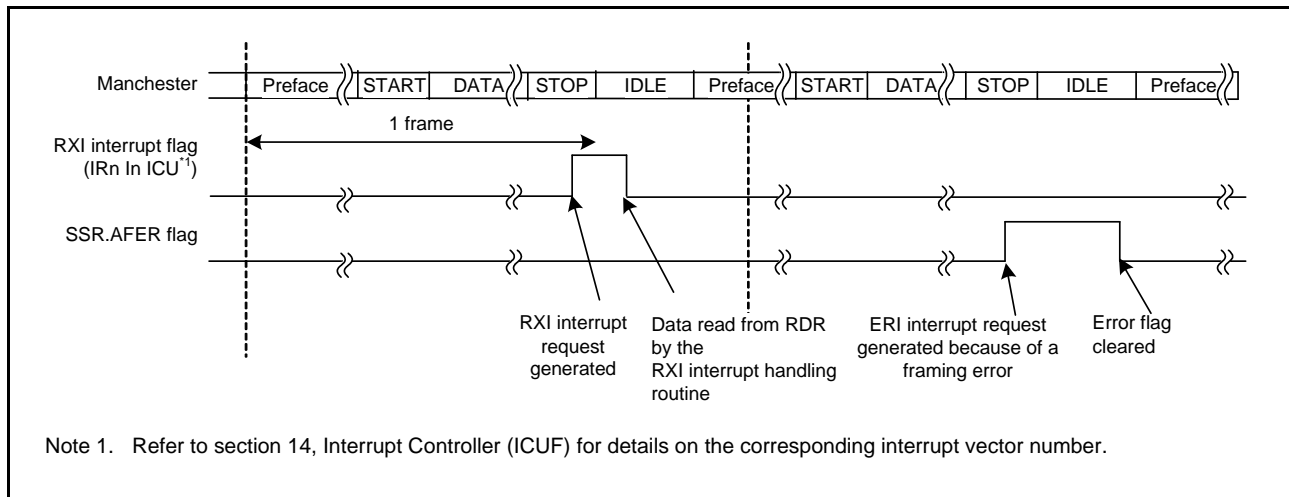 Manchester
Preface START DATA STOP IDLE Preface START DATA STOP IDLE Preface
1 frame
RXI interrupt flag
(IRn In ICU*1)
SSR.AFER flag
RXI interrupt
request
generated
Data read from RDR
by the
RXI interrupt handling
routine
ERI interrupt request
generated because of a
framing error
Error flag
cleared
Note 1. Refer to section 14, Interrupt Controller (ICUF) for details on the corresponding interrupt vector number.